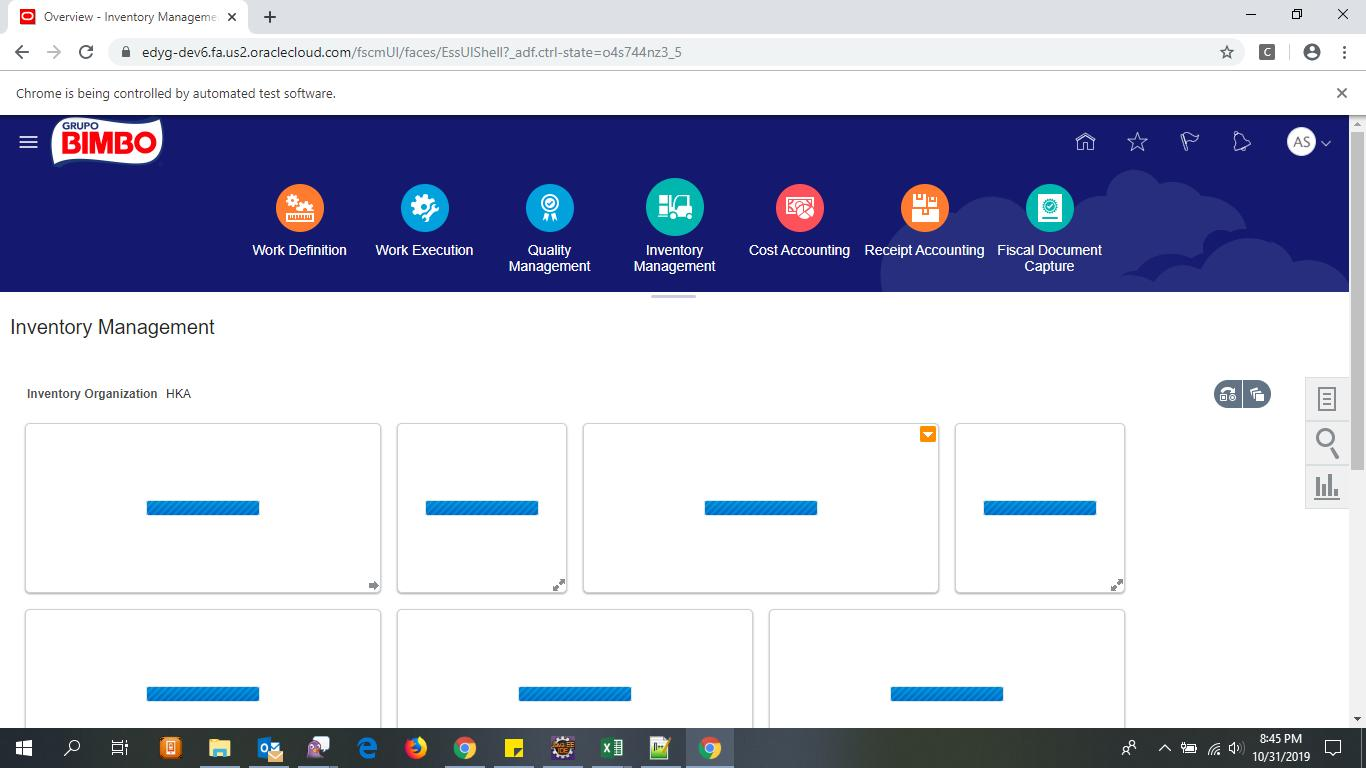 Overview - Inventory Manageme
edyg-dev6.fa.us2.oraclecloud.com/fscmUI/faces/EssUIShell?_adf.ctrl-state=o4s744nz3_5
C
Chrome is being controlled by automated test software.
GRUPO
BIMBO
AS
Work Definition
Work Execution
Quality
Management
Inventory
Management
Cost Accounting
Receipt Accounting
Fiscal Document
Capture
Inventory Management
Inventory Organization HKA
8:45 PM
10/31/2019